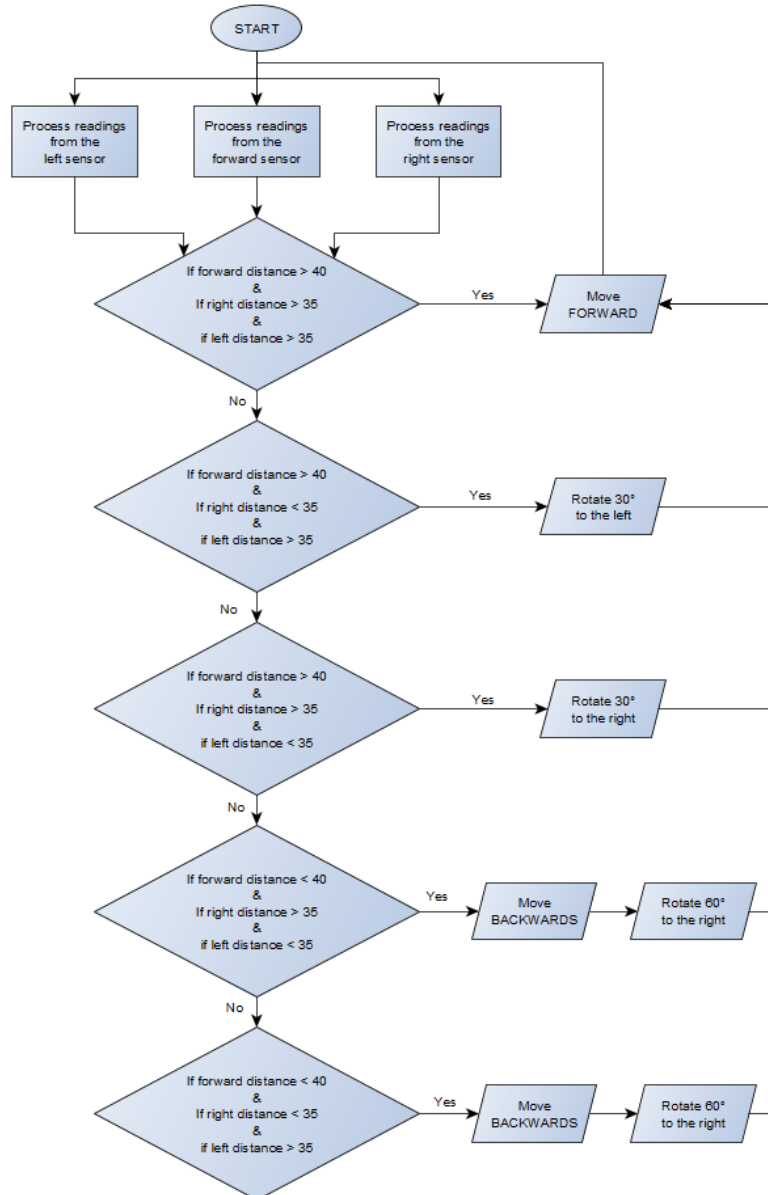 START
Process readings
from the
left sensor
Process readings
from the
forward sensor
Process readings
from the
right sensor
If forward distance > 40
&
If right distance > 35
&
if left distance > 35
Yes
Move
FORWARD
No
If forward distance > 40
&
If right distance < 35
&
if left distance > 35
Yes
Rotate 30°
to the left
No
If forward distance > 40
&
If right distance > 35
&
if left distance < 35
Yes
Rotate 30°
to the right
No
If forward distance < 40
&
If right distance > 35
&
if left distance < 35
Yes
Move
BACKWARDS
Rotate 60°
to the right
No
If forward distance < 40
&
If right distance < 35
&
if left distance > 35
Yes
Move
BACKWARDS
Rotate 60°
to the right